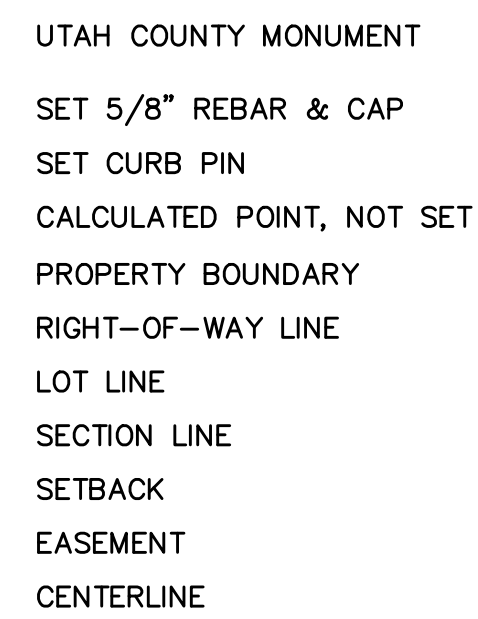 UTAH COUNTY MONUMENT
SET 5/8" REBAR & CAP
SET CURB PIN
CALCULATED POINT, NOT SET
PROPERTY BOUNDARY
RIGHT-OF-WAY LINE
LOT LINE
SECTION LINE
SETBACK
EASEMENT
CENTERLINE